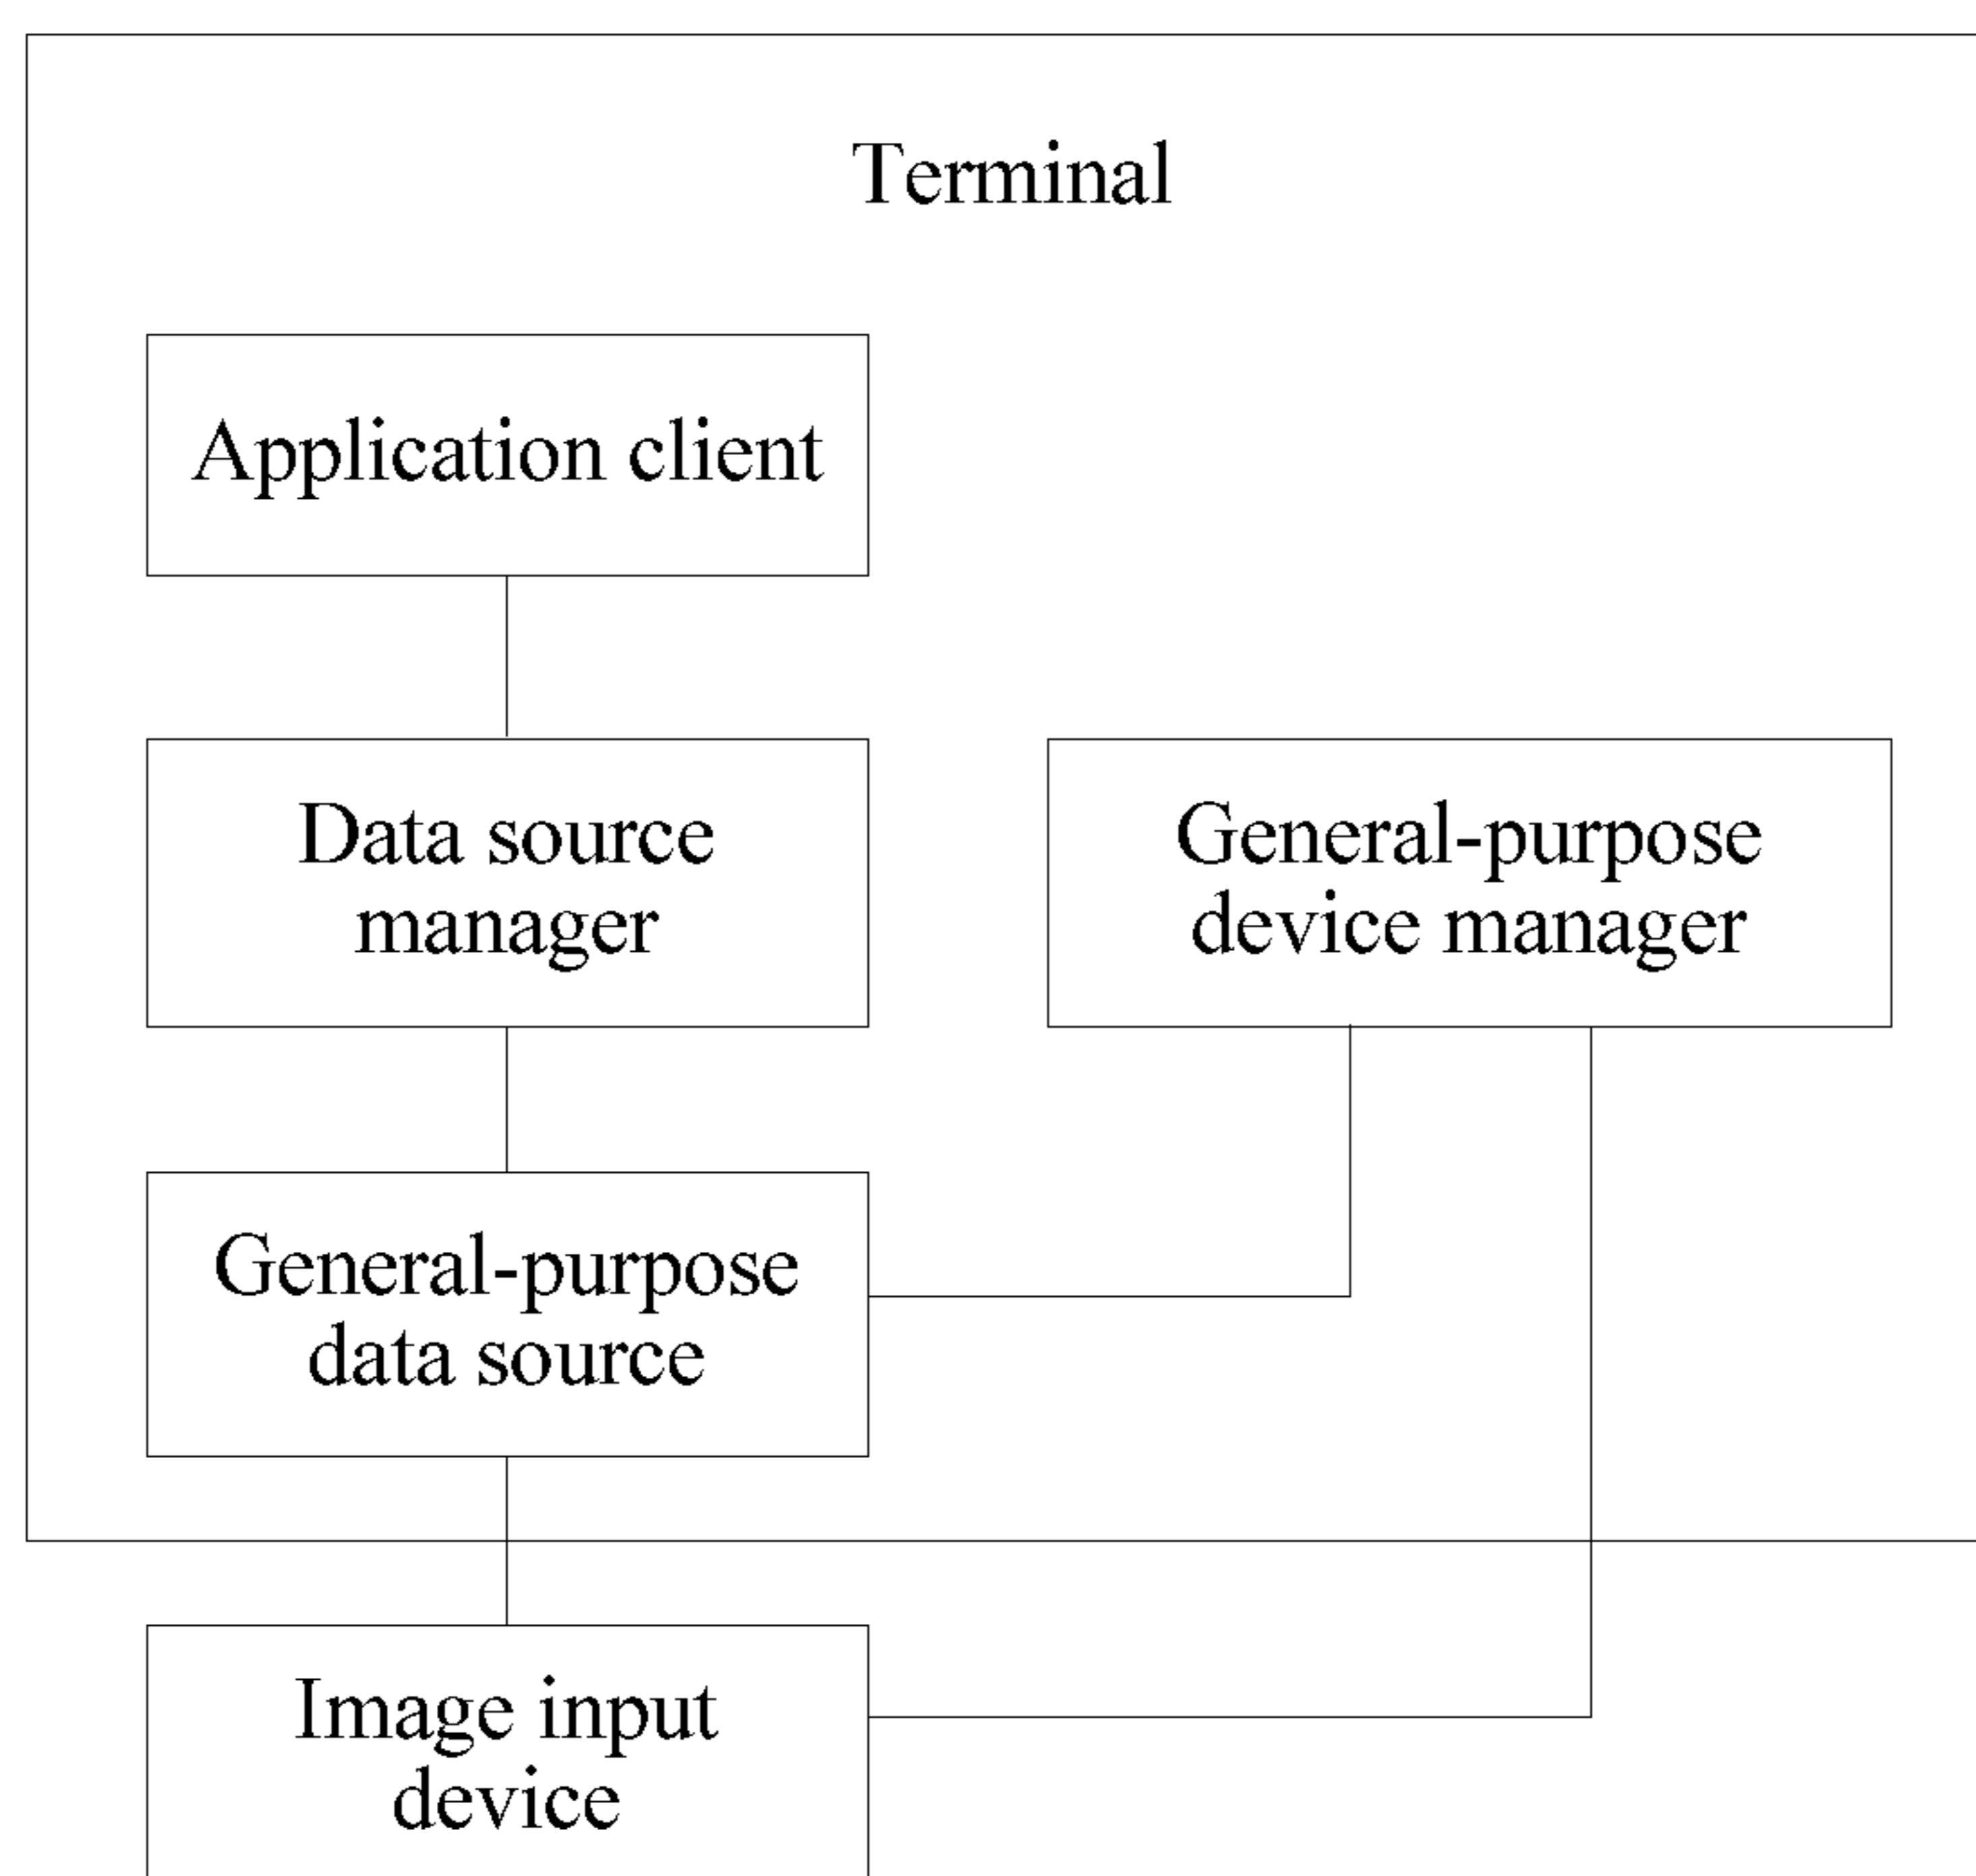 Terminal
Application client
Data source
manager
General-purpose
device manager
General-purpose
data source
Image input
device